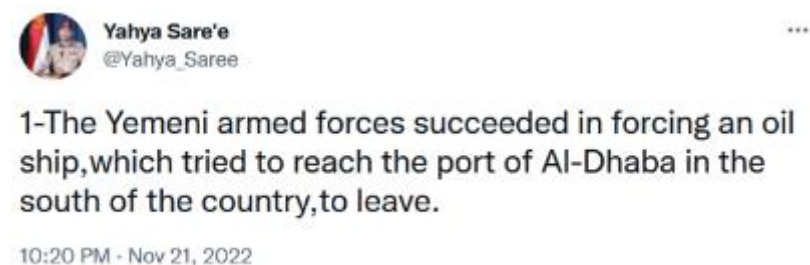 Yahya Sare'e
@Yahya_Saree
1-The Yemeni armed forces succeeded in forcing an oil
ship,which tried to reach the port of Al-Dhaba in the
south of the country,to leave.
10:20 PM · Nov 21, 2022